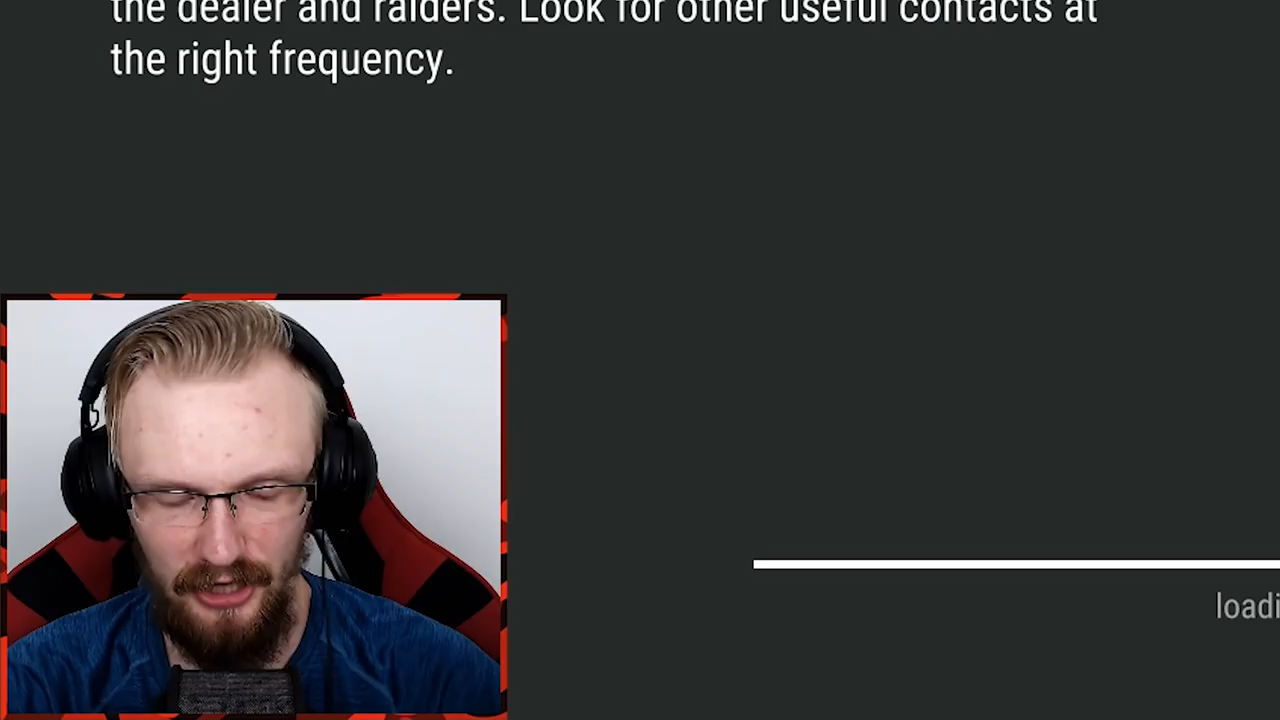 the dealer and raiders. Look for other useful contacts at
the right frequency.
loadi